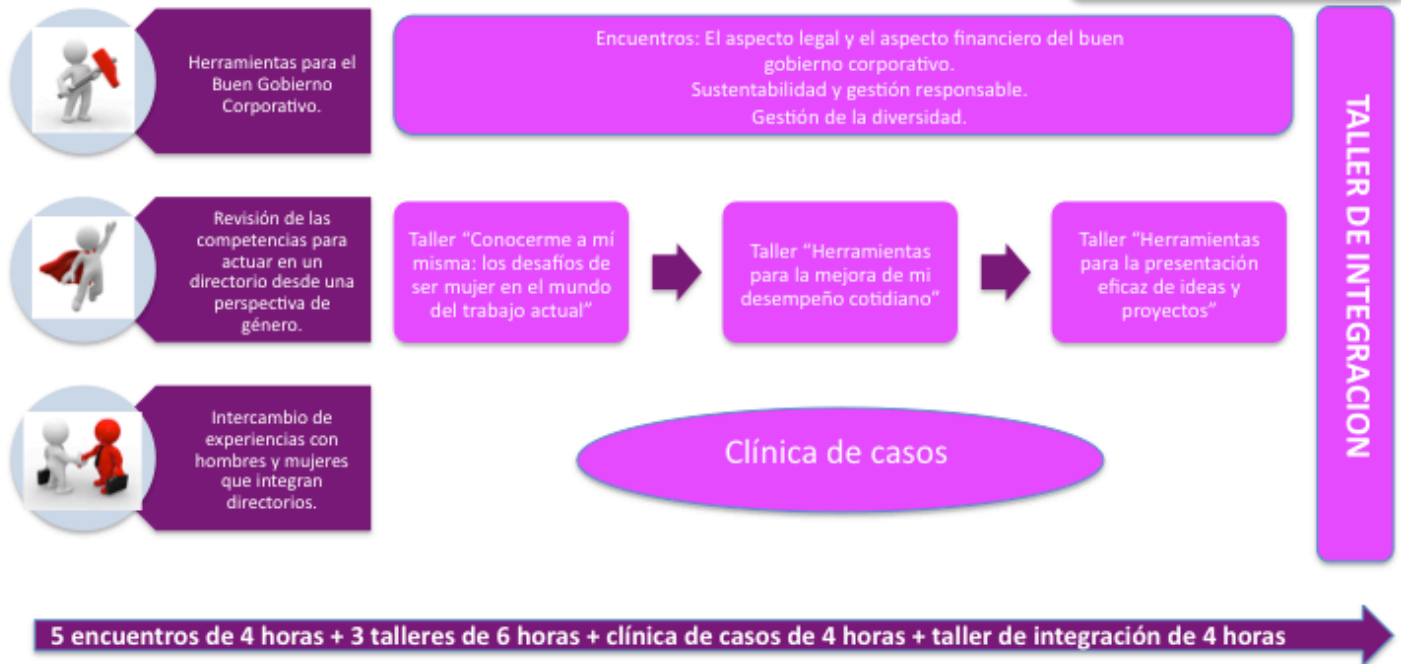 Herramientas para el
Buen Gobierno
Corporativo.
Encuentros: El aspecto legal y el aspecto financiero del buen
gobierno corporativo.
Sustentabilidad y gestión responsable.
Gestión de la diversidad.
Revisión de las
competencias para
actuar en un
directorio desde una
perspectiva de
género.
Taller “Conocerme a mí
misma: los desafíos de
ser mujer en el mundo
del trabajo actual”
Taller “Herramientas
para la mejora de mi
desempeño cotidiano”
Taller “Herramientas
para la presentación
eficaz de ideas y
proyectos”
Intercambio de
experiencias con
hombres y mujeres
que integran
directorios.
Clínica de casos
TALLER DE INTEGRACION
5 encuentros de 4 horas + 3 talleres de 6 horas + clínica de casos de 4 horas + taller de integración de 4 horas